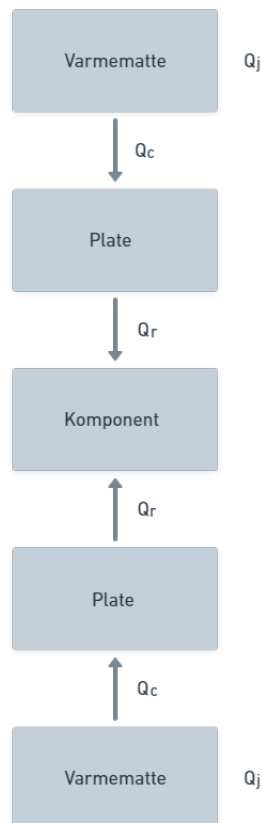 Varmematte Qj
Qc
Plate
Qr
Komponent
Qr
Plate
Qc
Varmematte Qj